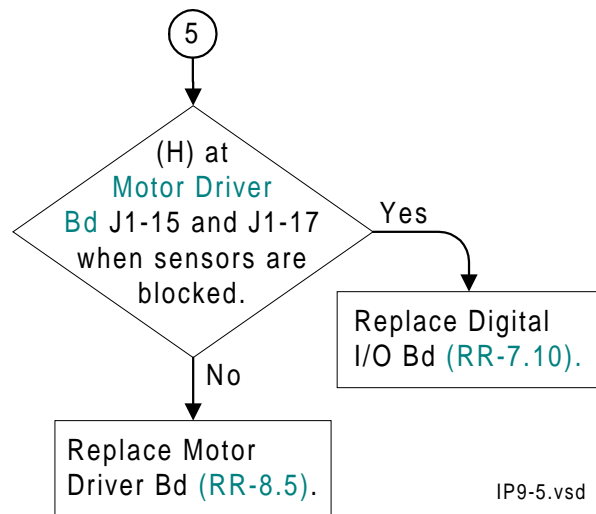 5
(H) at
Motor Driver
Bd J1-15 and J1-17
when sensors are
blocked.
Yes
Replace Digital
I/O Bd (RR-7.10).
No
Replace Motor
Driver Bd (RR-8.5).
IP9-5.vsd